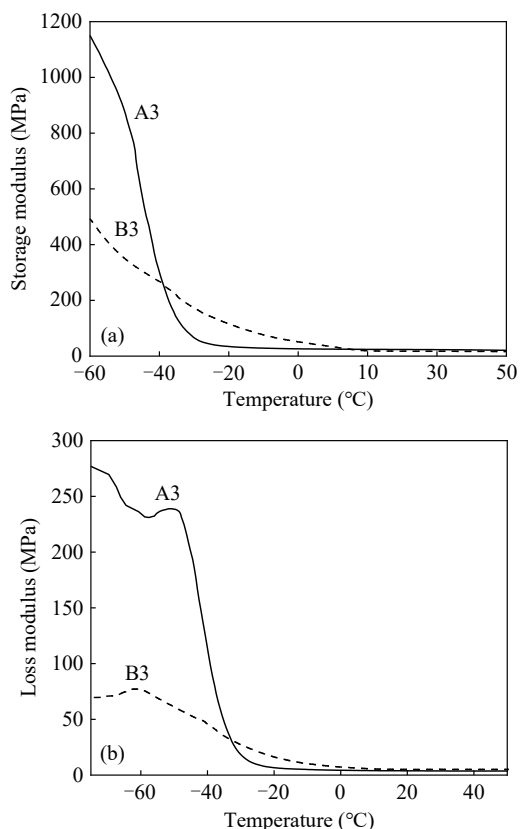 1200
1000
800
600
400
200
0
Storage modulus (MPa)
A3
B3
(a)
−60 −40 −20 0 10 30 50
Temperature (°C)
300
250
200
150
100
50
0
Loss modulus (MPa)
A3
B3
(b)
−60 −40 −20 0 20 40
Temperature (°C)